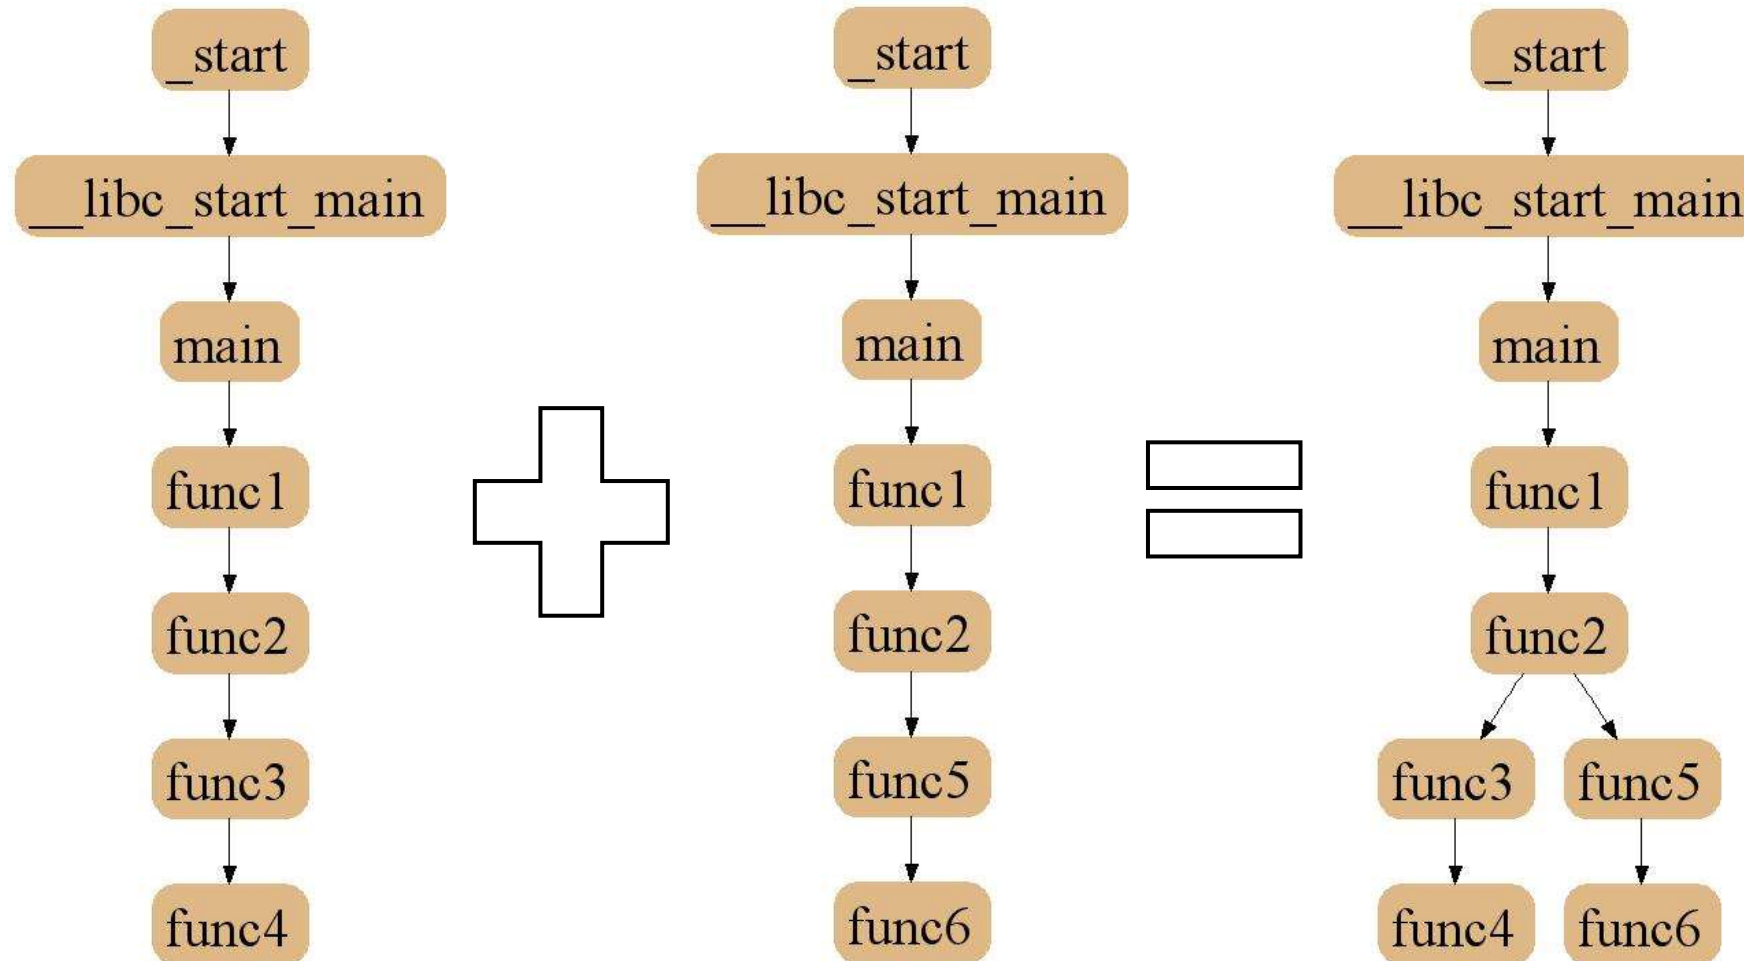 _start
__libc_start_main
main
func1
func2
func3
func4
_start
__libc_start_main
main
func1
func2
func5
func6
_start
__libc_start_main
main
func1
func2
func3
func5
func4
func6